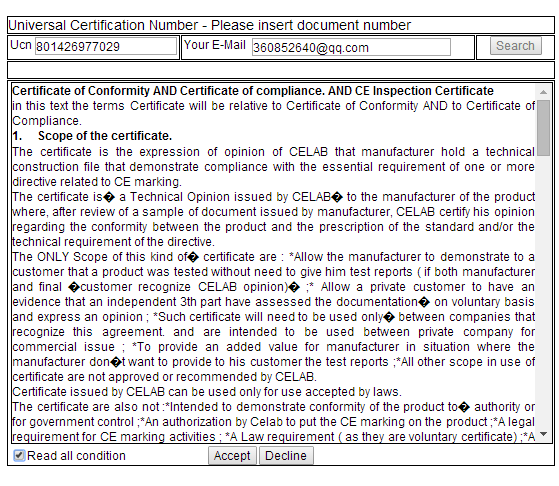 Universal Certification Number - Please insert document number
Ucn 801426977029 Your E-Mail 360852640@qq.com Search
Certificate of Conformity AND Certificate of compliance. AND CE Inspection Certificate
in this text the terms Certificate will be relative to Certificate of Conformity AND to Certificate of
Compliance.
1. Scope of the certificate.
The certificate is the expression of opinion of CELAB that manufacturer hold a technical
construction file that demonstrate compliance with the essential requirement of one or more
directive related to CE marking.
The certificate is� a Technical Opinion issued by CELAB� to the manufacturer of the product
where, after review of a sample of document issued by manufacturer, CELAB certify his opinion
regarding the conformity between the product and the prescription of the standard and/or the
technical requirement of the directive.
The ONLY Scope of this kind of� certificate are : *Allow the manufacturer to demonstrate to a
customer that a product was tested without need to give him test reports ( if both manufacturer
and final �customer recognize CELAB opinion)� ;* Allow a private customer to have an
evidence that an independent 3th part have assessed the documentation� on voluntary basis
and express an opinion ; *Such certificate will need to be used only� between companies that
recognize this agreement. and are intended to be used between private company for
commercial issue ; *To provide an added value for manufacturer in situation where the
manufacturer don�t want to provide to his customer the test reports ;*All other scope in use of
certificate are not approved or recommended by CELAB.
Certificate issued by CELAB can be used only for use accepted by laws.
The certificate are also not :*Intended to demonstrate conformity of the product to� authority or
for government control ;*An authorization by Celab to put the CE marking on the product ;*A legal
requirement for CE marking activities ; *A Law requirement ( as they are voluntary certificate) ;*A
Read all condition Accept Decline